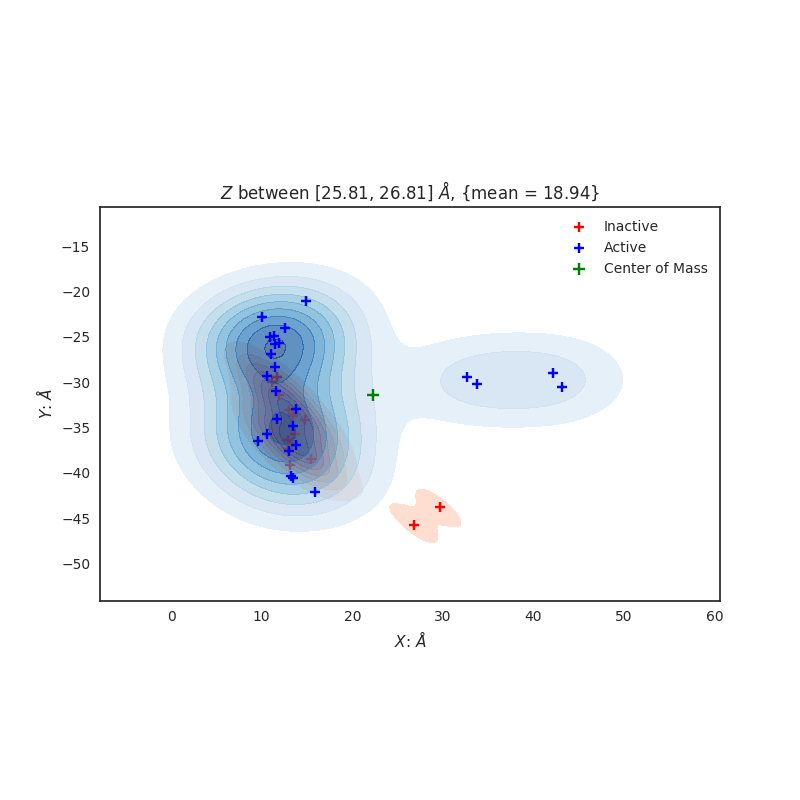 Z between [25.81, 26.81] Å, {mean = 18.94}
Inactive
Active
Center of Mass
−15
−20
−25
−30
−35
−40
−45
−50
Y: Å
0 10 20 30 40 50 60
X: Å